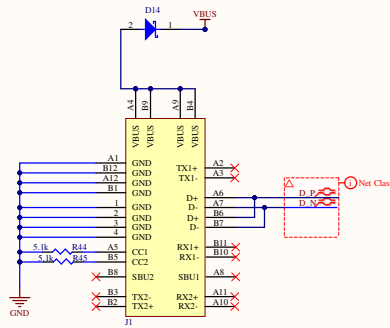 D14
VBUS
2
1
A4
B9
A9
B4
VBUS
VBUS
VBUS
VBUS
A1 GND
B12 GND
A12 GND
B1 GND
1 GND
2 GND
3 GND
4 GND
5.1k R44 A5 CC1
5.1k R45 B5 CC2
B8 SBU2
B3 TX2-
B2 TX2+
TX1+ A2
TX1- A3
D+ A6 D_P
D- A7 D_N
D+ B6
D- B7
RX1+ B11
RX1- B10
SBU1 A8
RX2+ A11
RX2- A10
i Net Clas
GND
J1